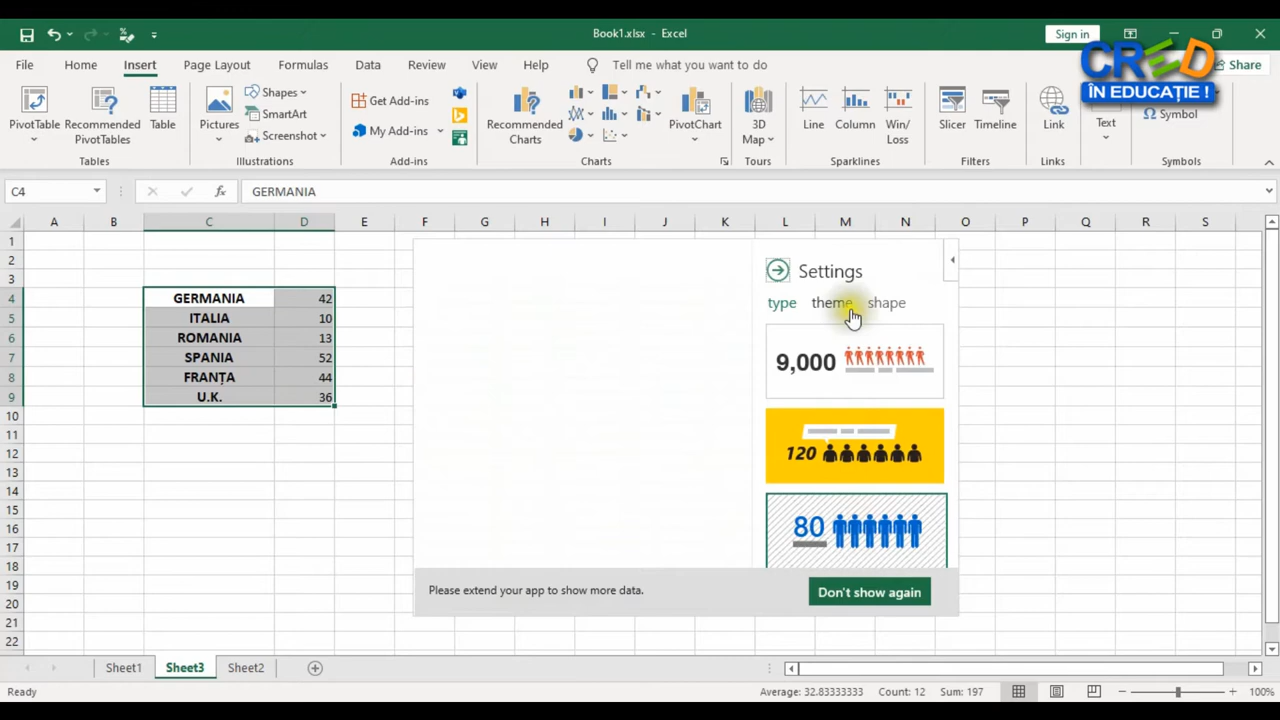 Book1.xlsx - Excel
Sign in
CRED
ÎN EDUCAȚIE !
File Home Insert Page Layout Formulas Data Review View Help Tell me what you want to do Share
PivotTable
Recommended
PivotTables
Table
Tables
Pictures
Shapes
SmartArt
Screenshot
Illustrations
Get Add-ins
My Add-ins
Add-ins
Recommended
Charts
PivotChart
Charts
3D
Map
Tours
Line
Column
Win/
Loss
Sparklines
Slicer
Timeline
Filters
Link
Links
Text
Symbol
Symbols
C4
fx
GERMANIA
A B C D E F G H I J K L M N O P Q R S
1
2
3
4 GERMANIA 42
5 ITALIA 10
6 ROMANIA 13
7 SPANIA 52
8 FRANȚA 44
9 U.K. 36
10
11
12
13
14
15
16
17
18
19
20
21
22
Settings
type theme shape
9,000
120
80
Please extend your app to show more data.
Don't show again
Sheet1 Sheet3 Sheet2
Ready
Average: 32.83333333 Count: 12 Sum: 197
100%